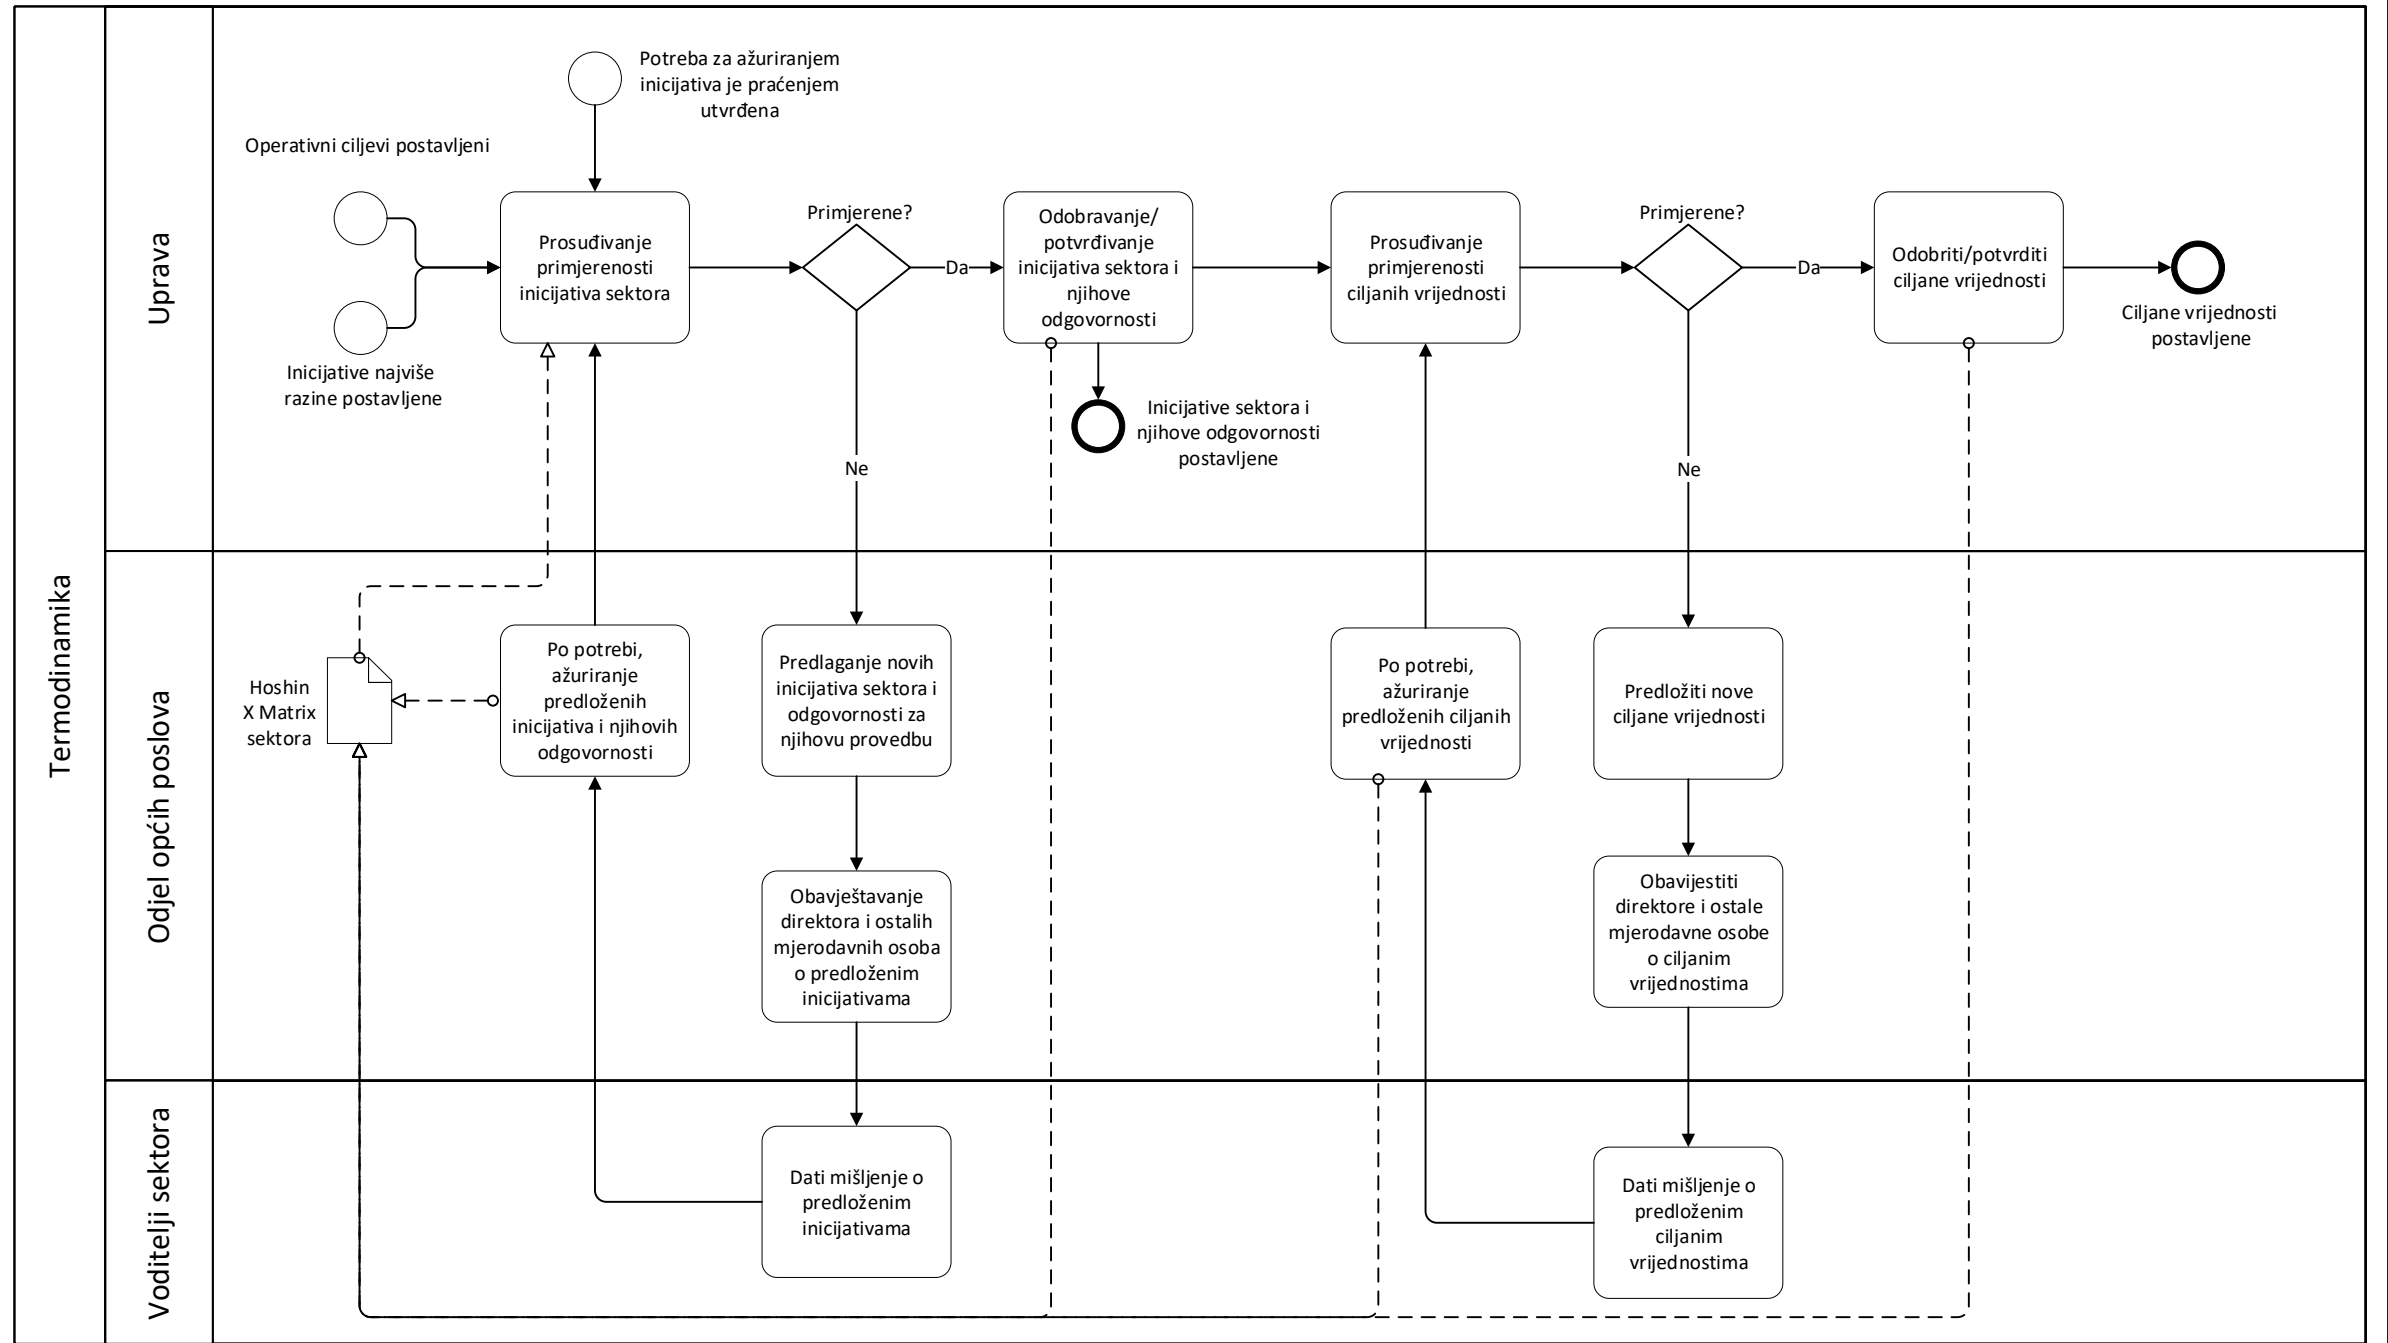 Termodinamika
Uprava
Potreba za ažuriranjem
inicijativa je praćenjem
utvrđena
Operativni ciljevi postavljeni
Inicijative najviše
razine postavljene
Prosuđivanje
primjerenosti
inicijativa sektora
Primjerene?
Da
Ne
Odobravanje/
potvrđivanje
inicijativa sektora i
njihove
odgovornosti
Inicijative sektora i
njihove odgovornosti
postavljene
Prosuđivanje
primjerenosti
ciljanih vrijednosti
Primjerene?
Da
Ne
Odobriti/potvrditi
ciljane vrijednosti
Ciljane vrijednosti
postavljene
Odjel općih poslova
Hoshin
X Matrix
sektora
Po potrebi,
ažuriranje
predloženih
inicijativa i njihovih
odgovornosti
Predlaganje novih
inicijativa sektora i
odgovornosti za
njihovu provedbu
Obavještavanje
direktora i ostalih
mjerodavnih osoba
o predloženim
inicijativama
Po potrebi,
ažuriranje
predloženih ciljanih
vrijednosti
Predložiti nove
ciljane vrijednosti
Obavijestiti
direktore i ostale
mjerodavne osobe
o ciljanim
vrijednostima
Voditelji sektora
Dati mišljenje o
predloženim
inicijativama
Dati mišljenje o
predloženim
ciljanim
vrijednostima